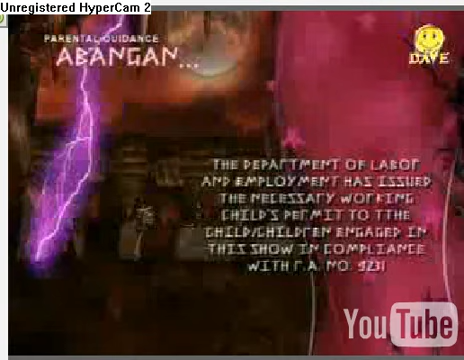 Unregistered HyperCam 2
PARENTAL GUIDANCE
ABANGAN...
DAVE
THE DEPARTMENT OF LABOR
AND EMPLOYMENT HAS ISSUED
THE NECESSARY WORKING
CHILD'S PERMIT TO TTHE
CHILD/CHILDREN ENGAGED IN
THIS SHOW IN COMPLIANCE
WITH R.A. NO. 9231
YouTube